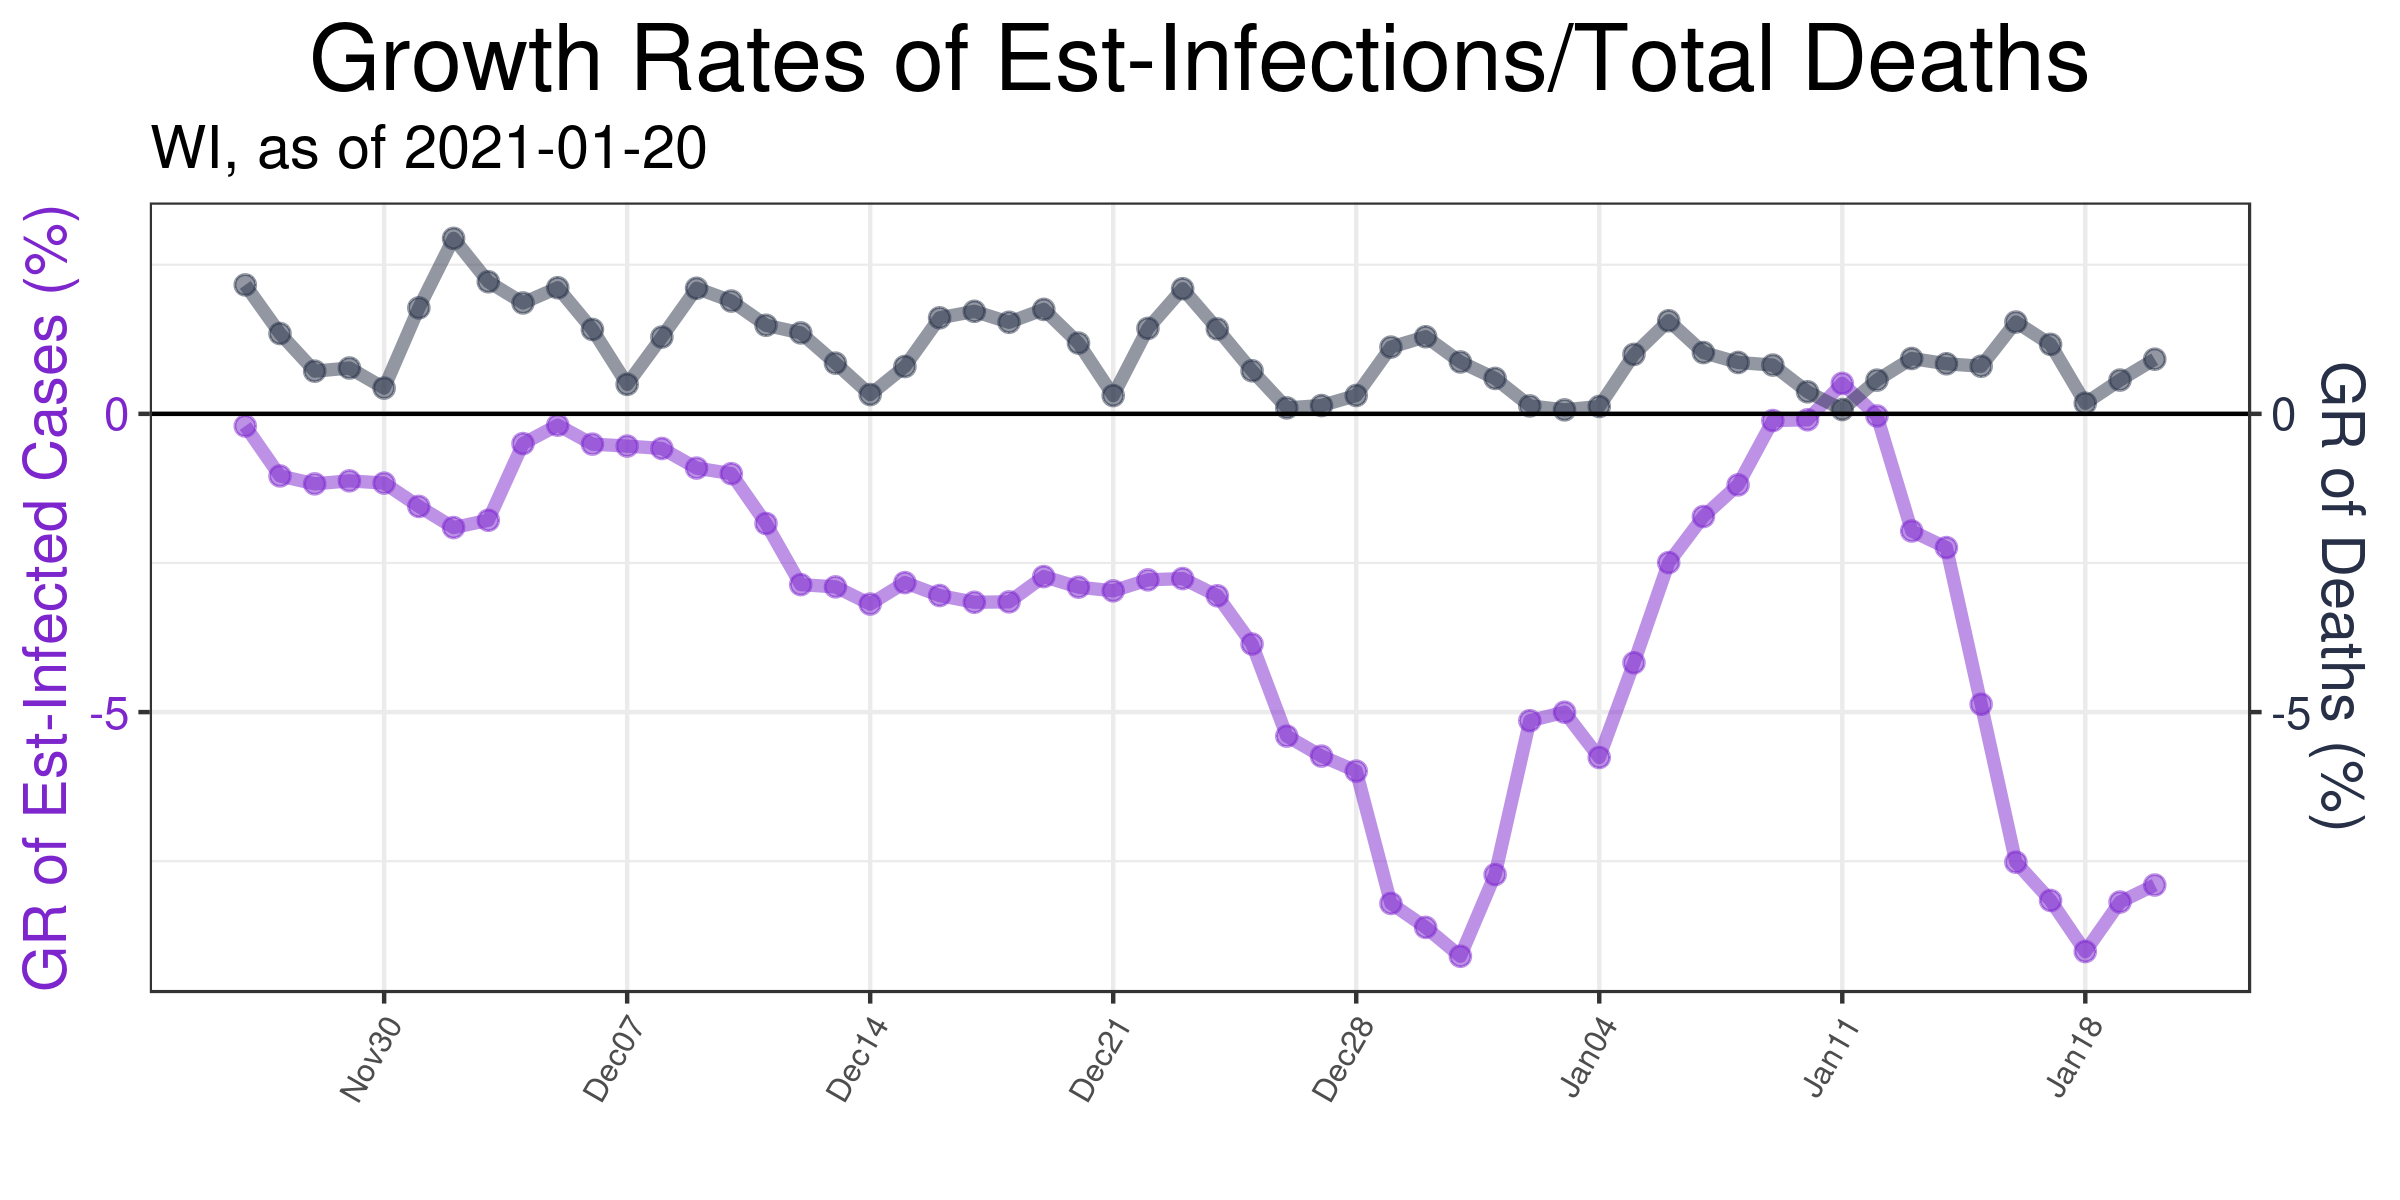 Growth Rates of Est-Infections/Total Deaths
WI, as of 2021-01-20
GR of Est-Infected Cases (%)
0
-5
0
-5
GR of Deaths (%)
Nov30
Dec07
Dec14
Dec21
Dec28
Jan04
Jan11
Jan18